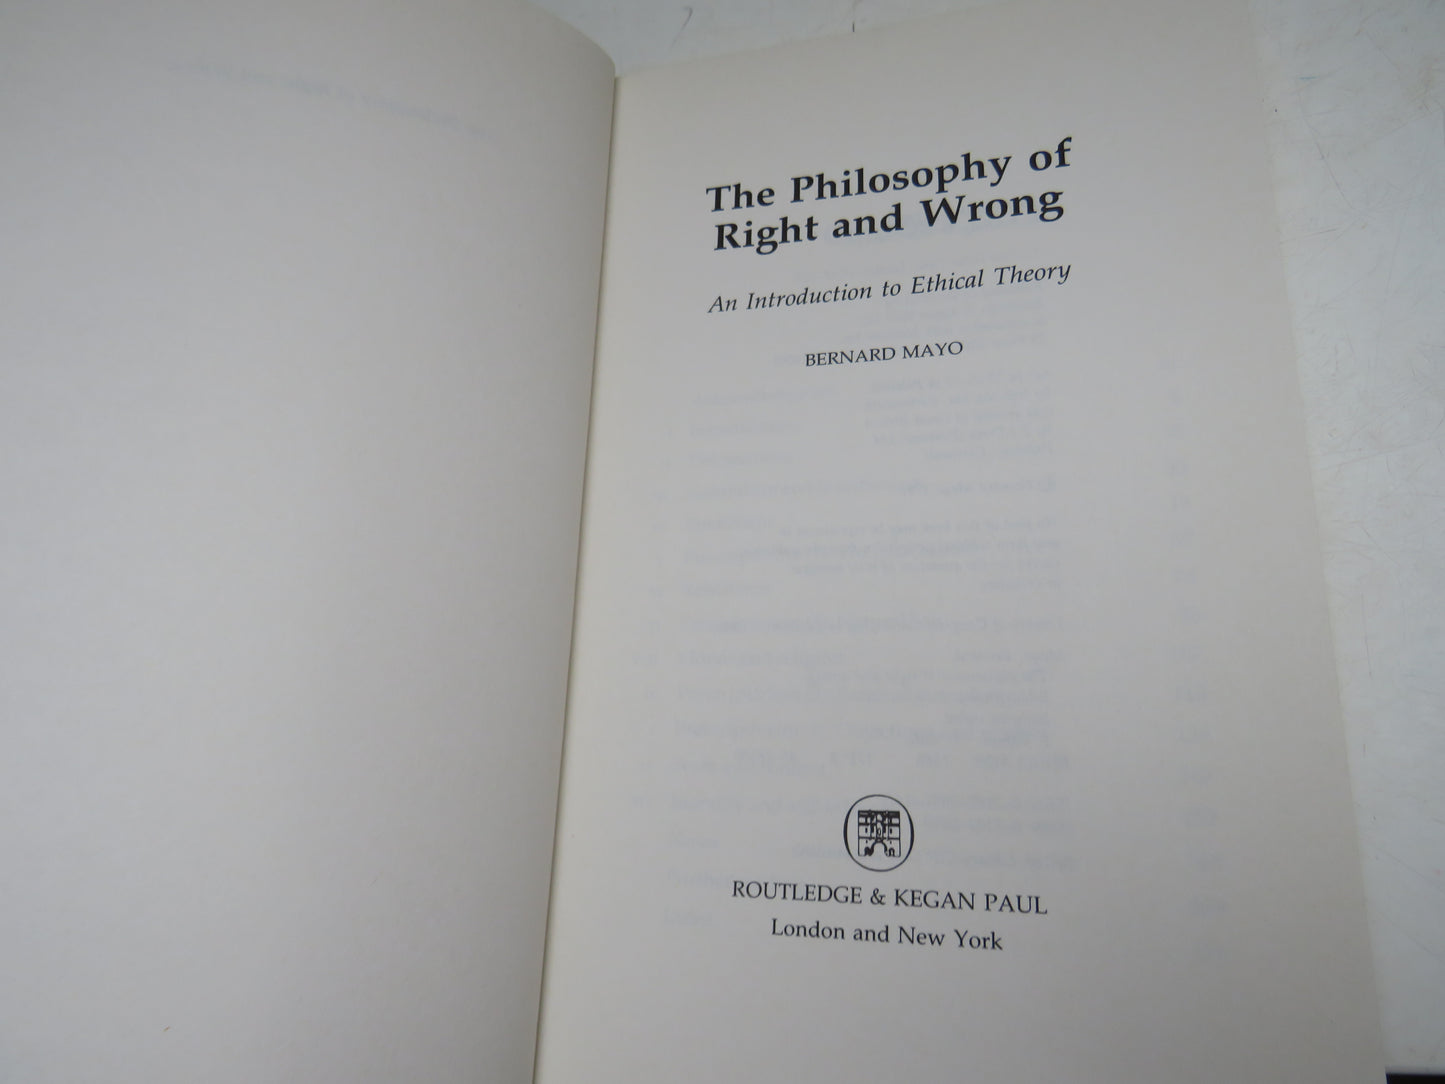 The Philosophy of
Right and Wrong
An Introduction to Ethical Theory
BERNARD MAYO
ROUTLEDGE & KEGAN PAUL
London and New York